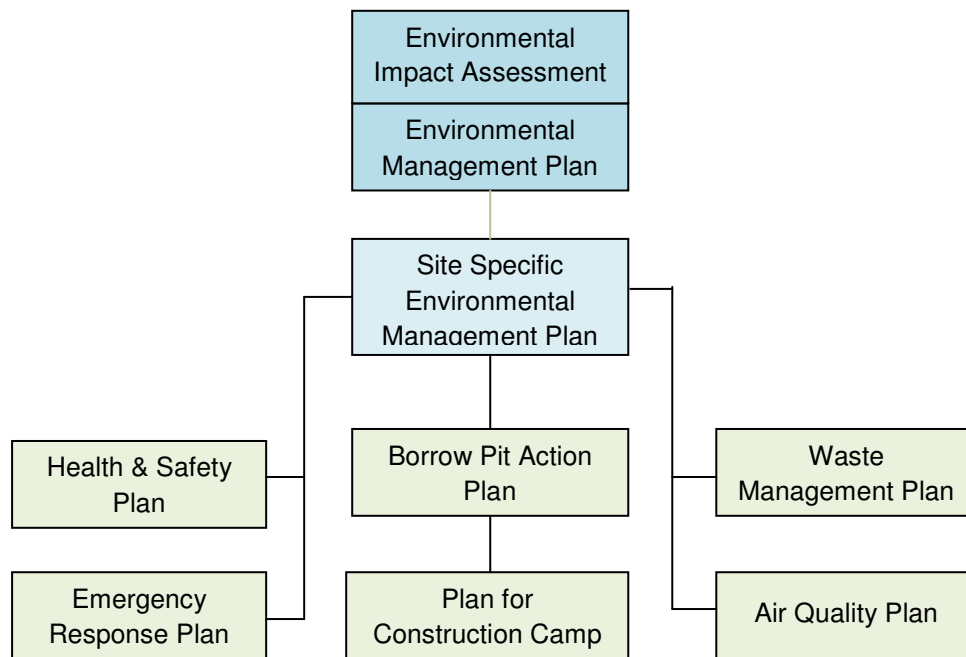 Environmental
Impact Assessment
Environmental
Management Plan
Site Specific
Environmental
Management Plan
Health & Safety
Plan
Borrow Pit Action
Plan
Waste
Management Plan
Emergency
Response Plan
Plan for
Construction Camp
Air Quality Plan